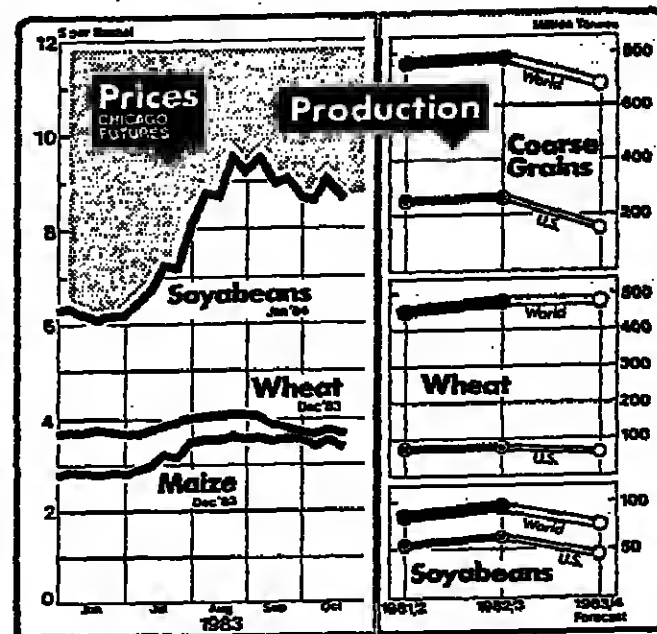 $ per Bushel
12
10
8
6
4
2
0
Prices
CHICAGO
FUTURES
Soyabeans
Jan '84
Wheat
Dec '83
Maize
Dec '83
Jun
Jul
Aug
Sep
Oct
1983
Production
Million Tonnes
800
600
400
200
Coarse
Grains
World
U.S.
500
400
300
200
100
Wheat
World
U.S.
100
50
World
U.S.
Soyabeans
1981/2
1982/3
1983/4
Forecast